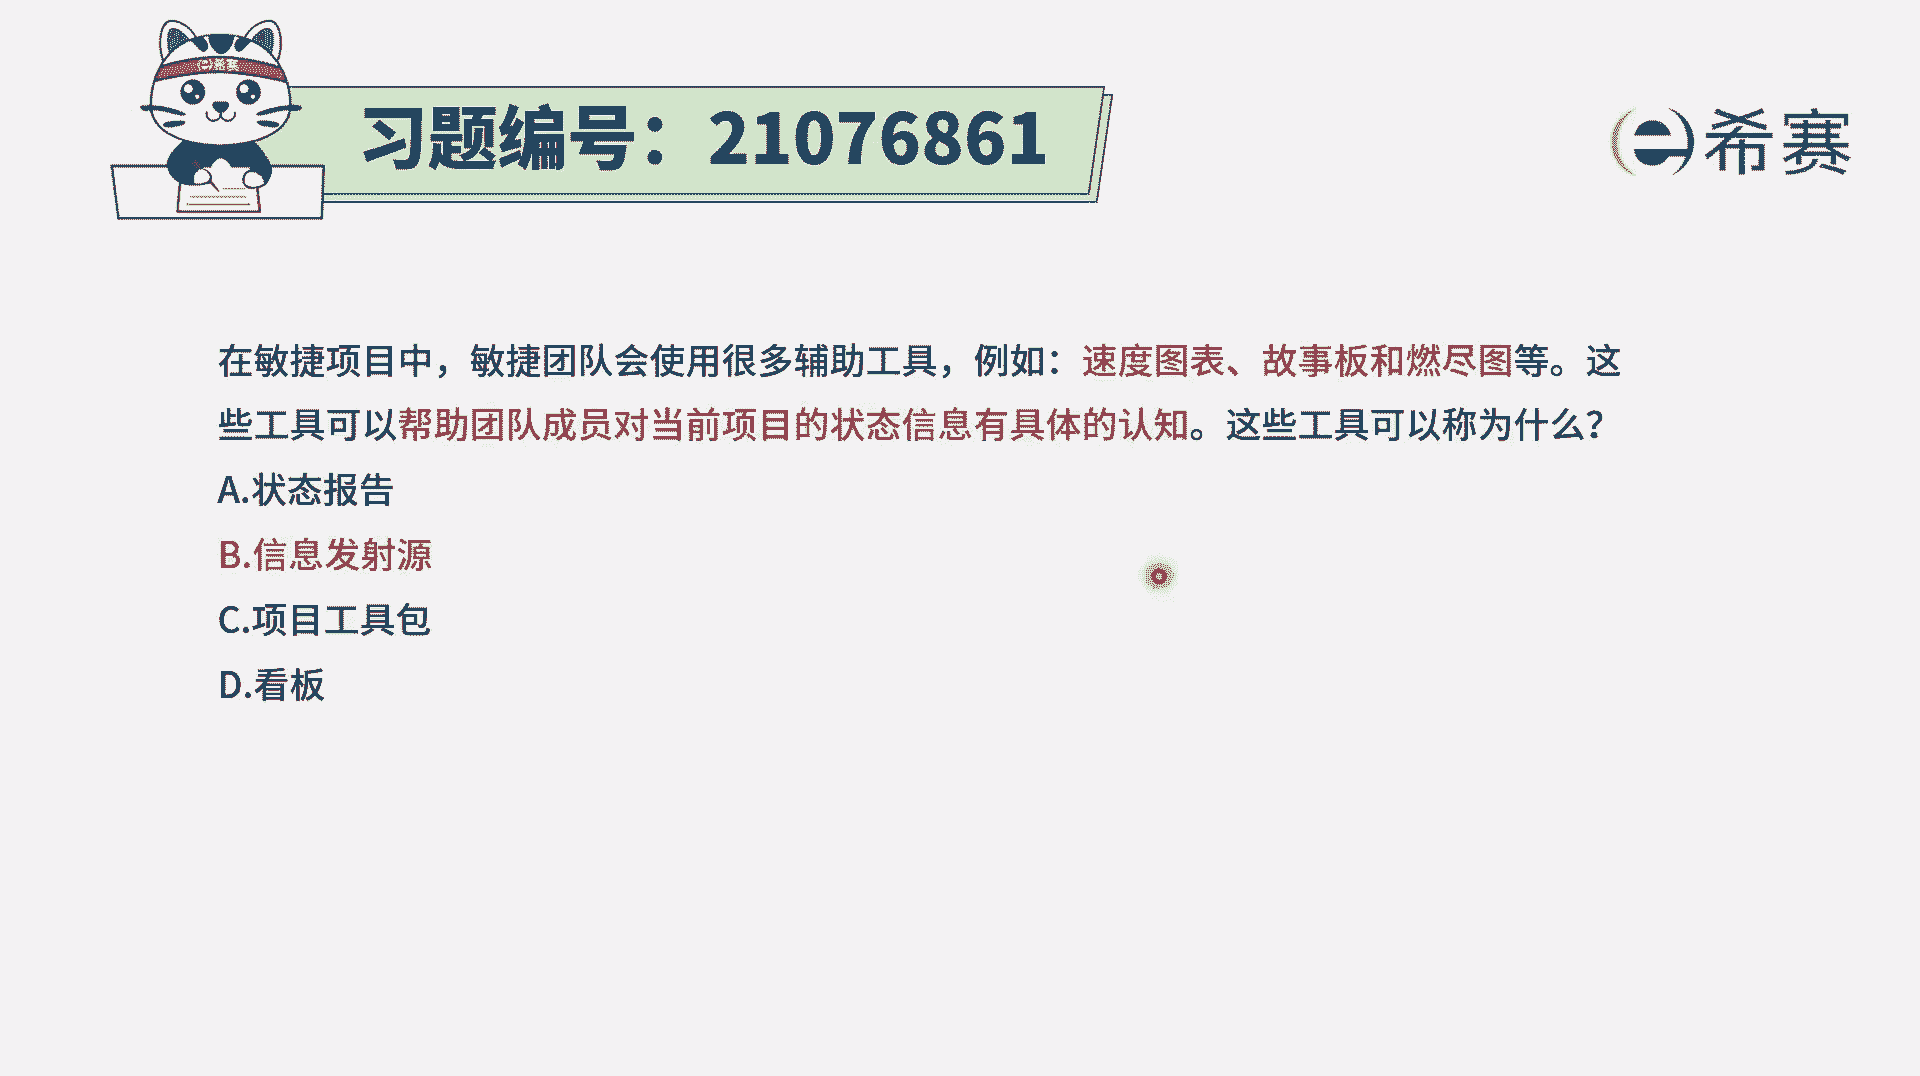 e希赛
习题编号：21076861
e希赛
在敏捷项目中，敏捷团队会使用很多辅助工具，例如：速度图表、故事板和燃尽图等。这
些工具可以帮助团队成员对当前项目的状态信息有具体的认知。这些工具可以称为什么？
A.状态报告
B.信息发射源
C.项目工具包
D.看板